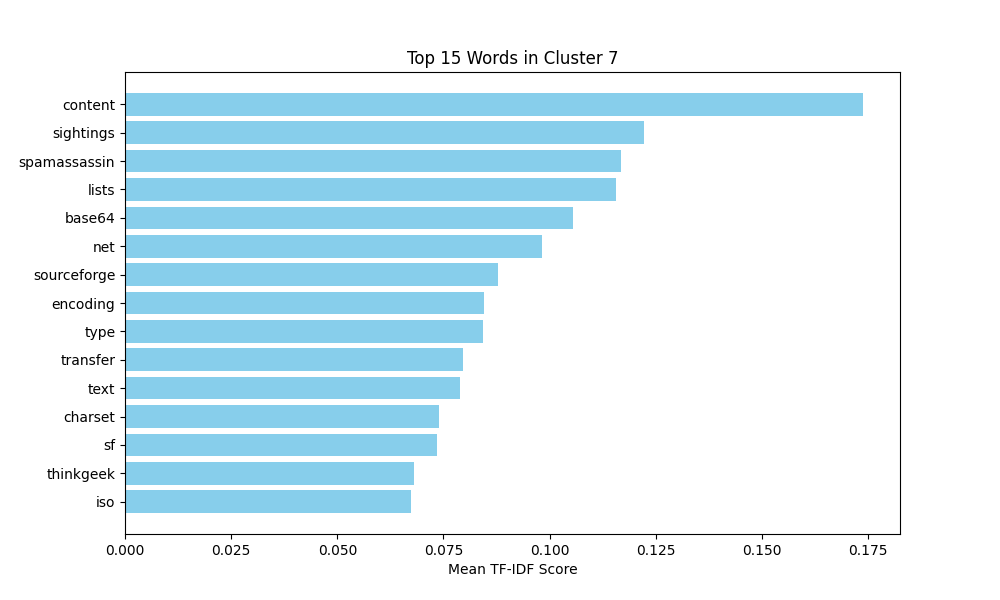 Top 15 Words in Cluster 7
content
sightings
spamassassin
lists
base64
net
sourceforge
encoding
type
transfer
text
charset
sf
thinkgeek
iso
0.000 0.025 0.050 0.075 0.100 0.125 0.150 0.175
Mean TF-IDF Score